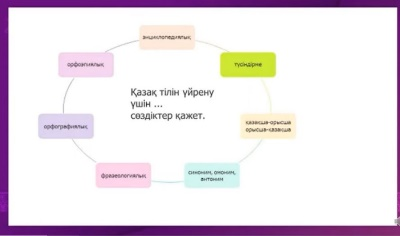 энциклопедиялық
орфоэпиялық
түсіндірме
Қазақ тілін үйрену
үшін ...
сөздіктер қажет.
қазақша-орысша
орысша-қазақша
орфографиялық
синоним, омоним,
антоним
фразеологиялық